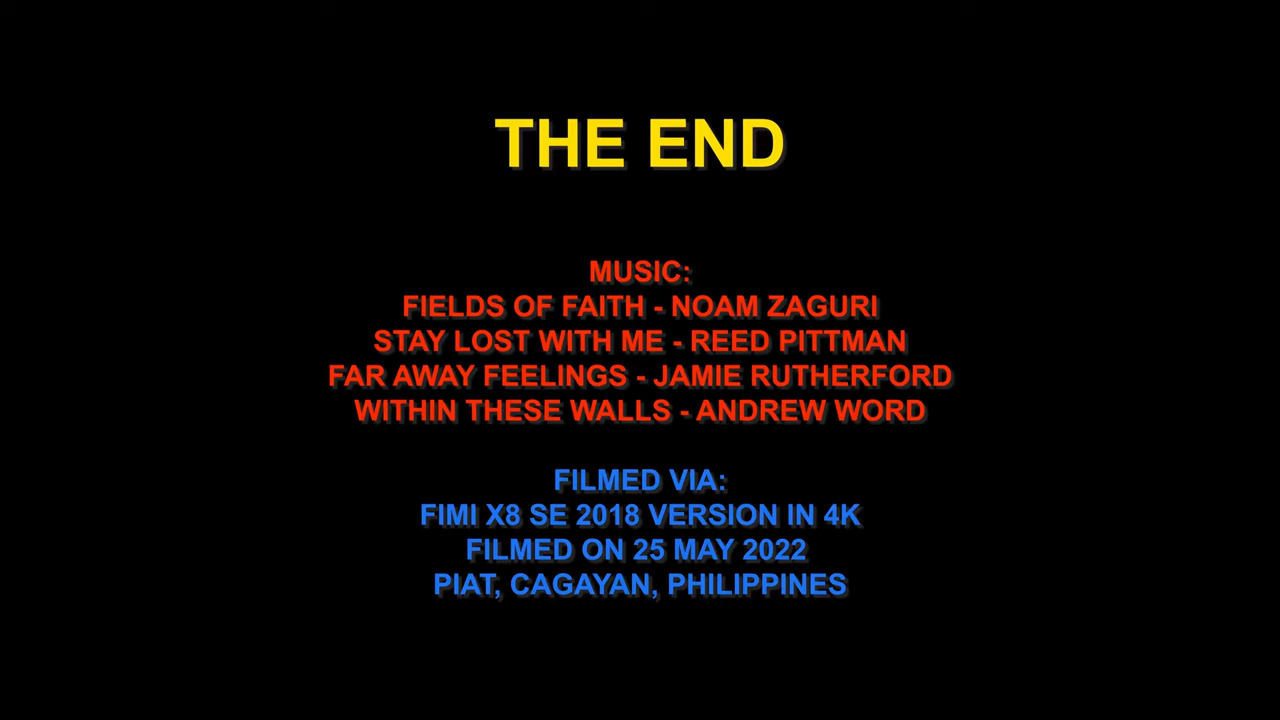 THE END
MUSIC:
FIELDS OF FAITH - NOAM ZAGURI
STAY LOST WITH ME - REED PITTMAN
FAR AWAY FEELINGS - JAMIE RUTHERFORD
WITHIN THESE WALLS - ANDREW WORD
FILMED VIA:
FIMI X8 SE 2018 VERSION IN 4K
FILMED ON 25 MAY 2022
PIAT, CAGAYAN, PHILIPPINES